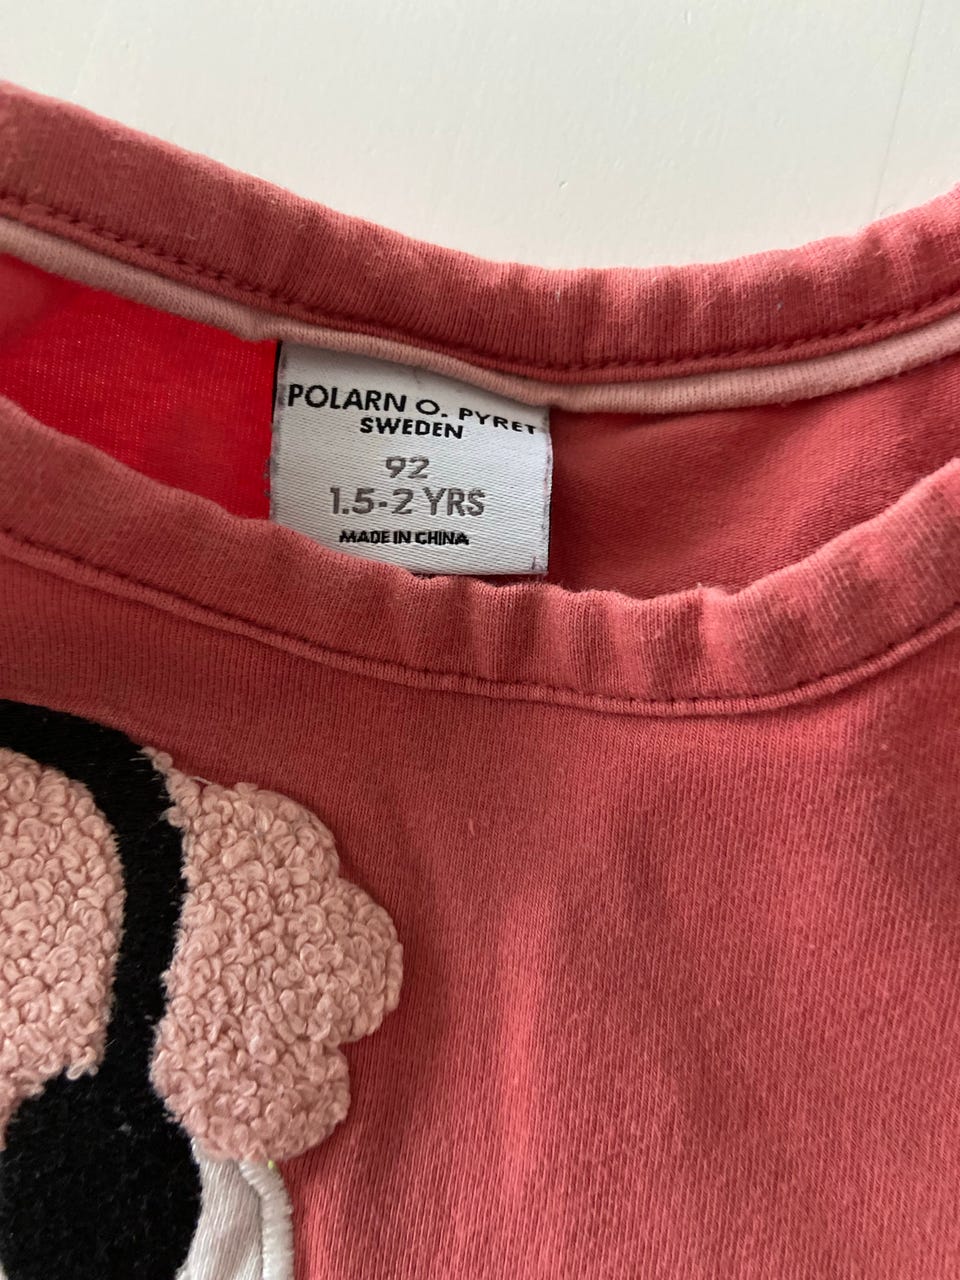 POLARN O. PYRET
SWEDEN
92
1.5-2 YRS
MADE IN CHINA